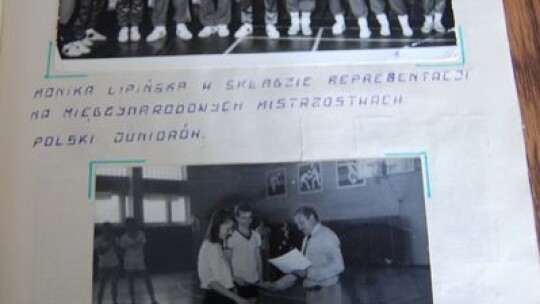 MONIKA LIPIŃSKA W SKŁADZIE REPREZENTACJI
NA MIĘDZYNARODOWYCH MISTRZOSTWACH
POLSKI JUNIORÓW.